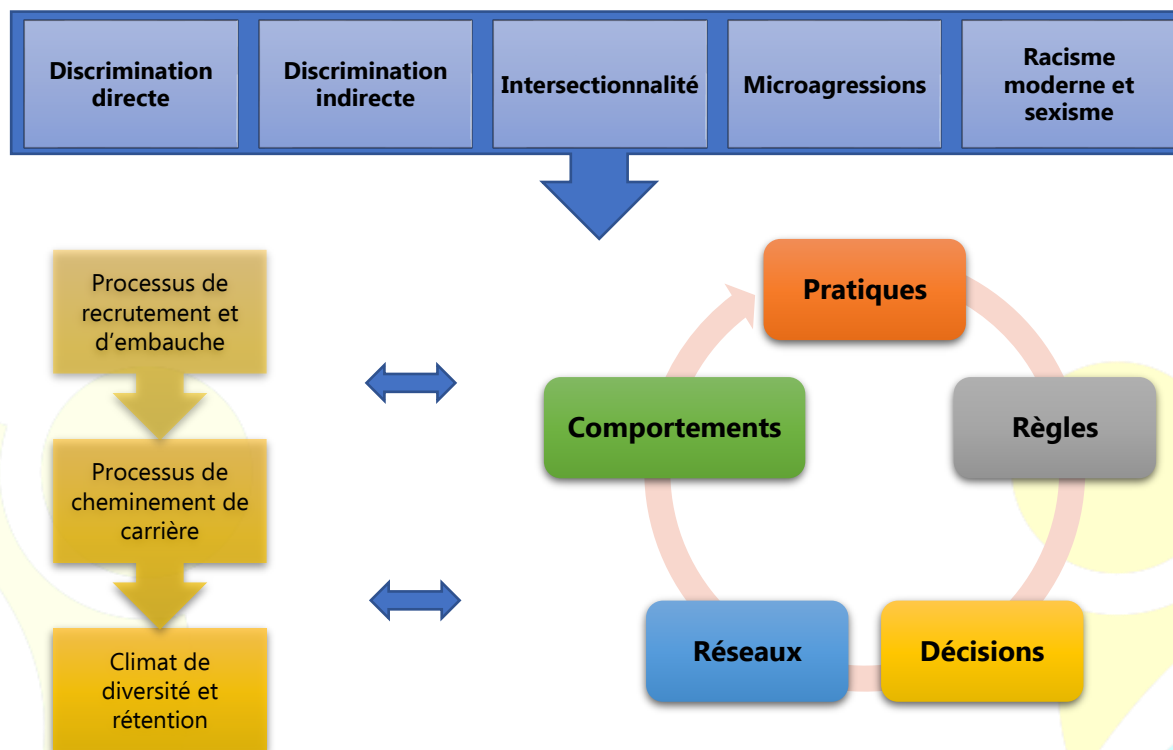 Discrimination
directe
Discrimination
indirecte
Intersectionnalité
Microagressions
Racisme
moderne et
sexisme
Processus de
recrutement et
d’embauche
Processus de
cheminement de
carrière
Climat de
diversité et
rétention
Pratiques
Règles
Décisions
Réseaux
Comportements